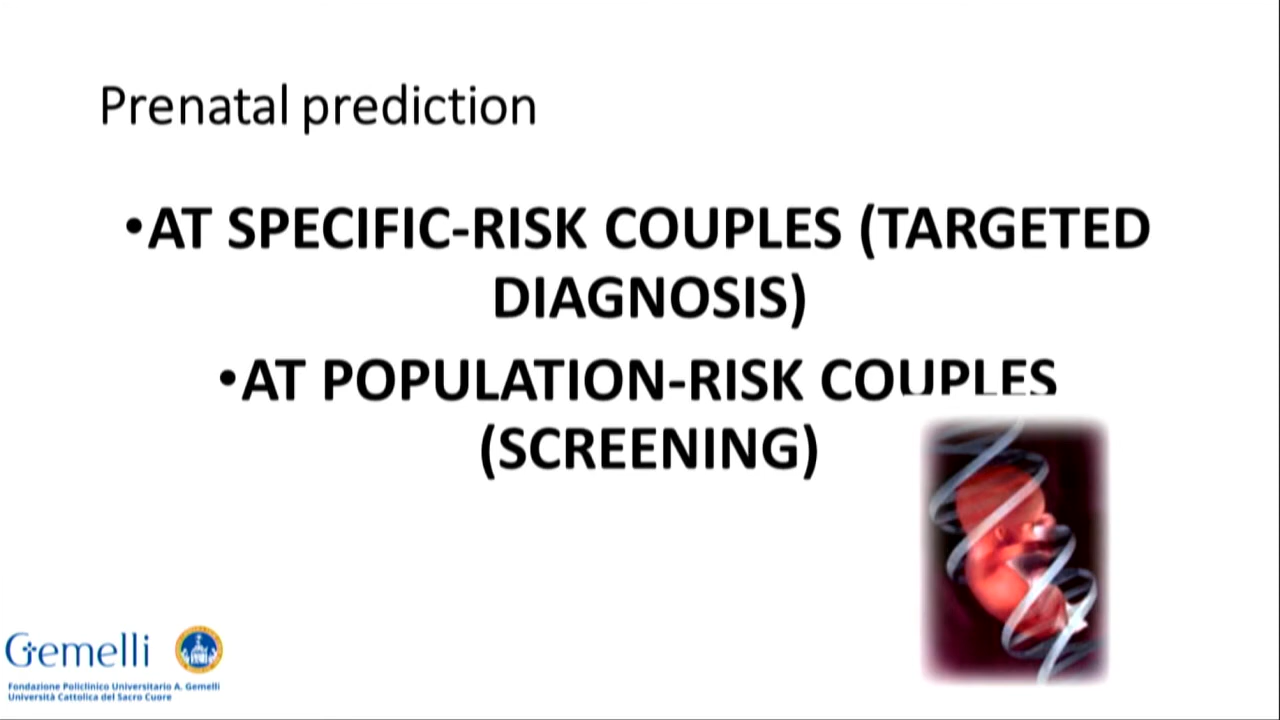 Prenatal prediction
•AT SPECIFIC-RISK COUPLES (TARGETED
DIAGNOSIS)
•AT POPULATION-RISK COUPLES
(SCREENING)
Gemelli
Fondazione Policlinico Universitario A. Gemelli
Università Cattolica del Sacro Cuore